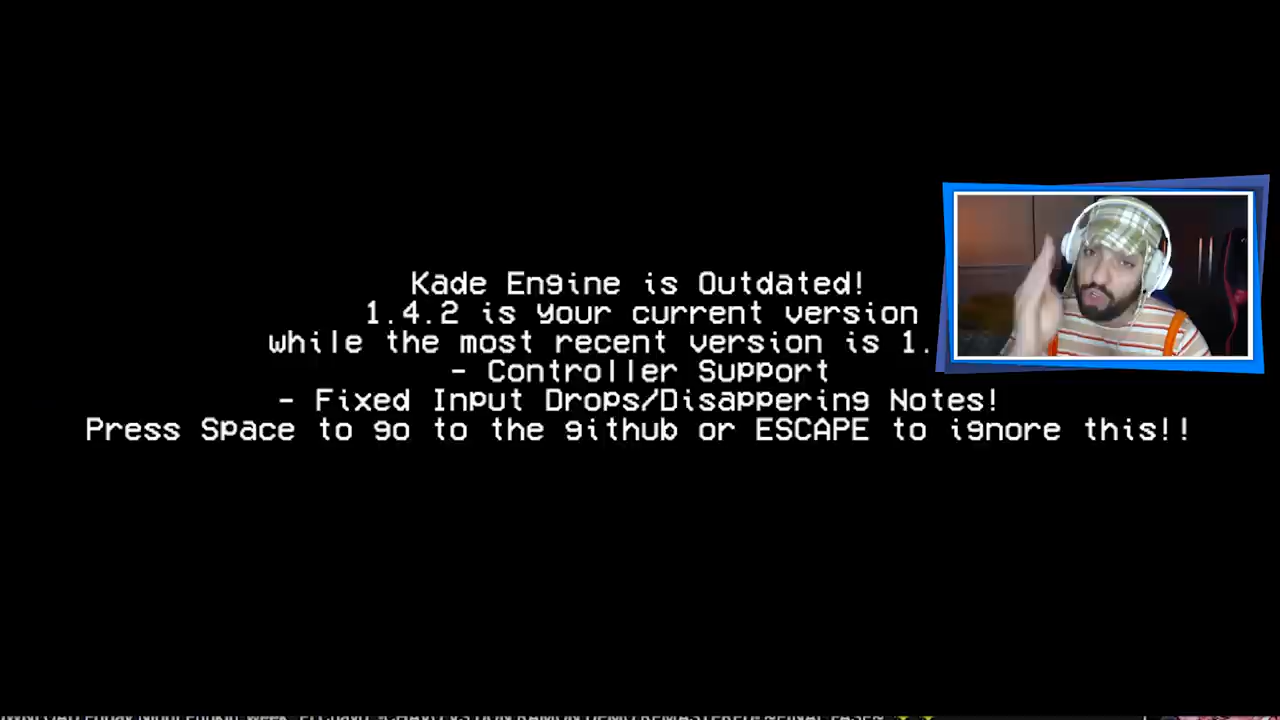 Kade Engine is Outdated!
1.4.2 is your current version
while the most recent version is 1.
- Controller Support
- Fixed Input Drops/Disappering Notes!
Press Space to go to the github or ESCAPE to ignore this!!